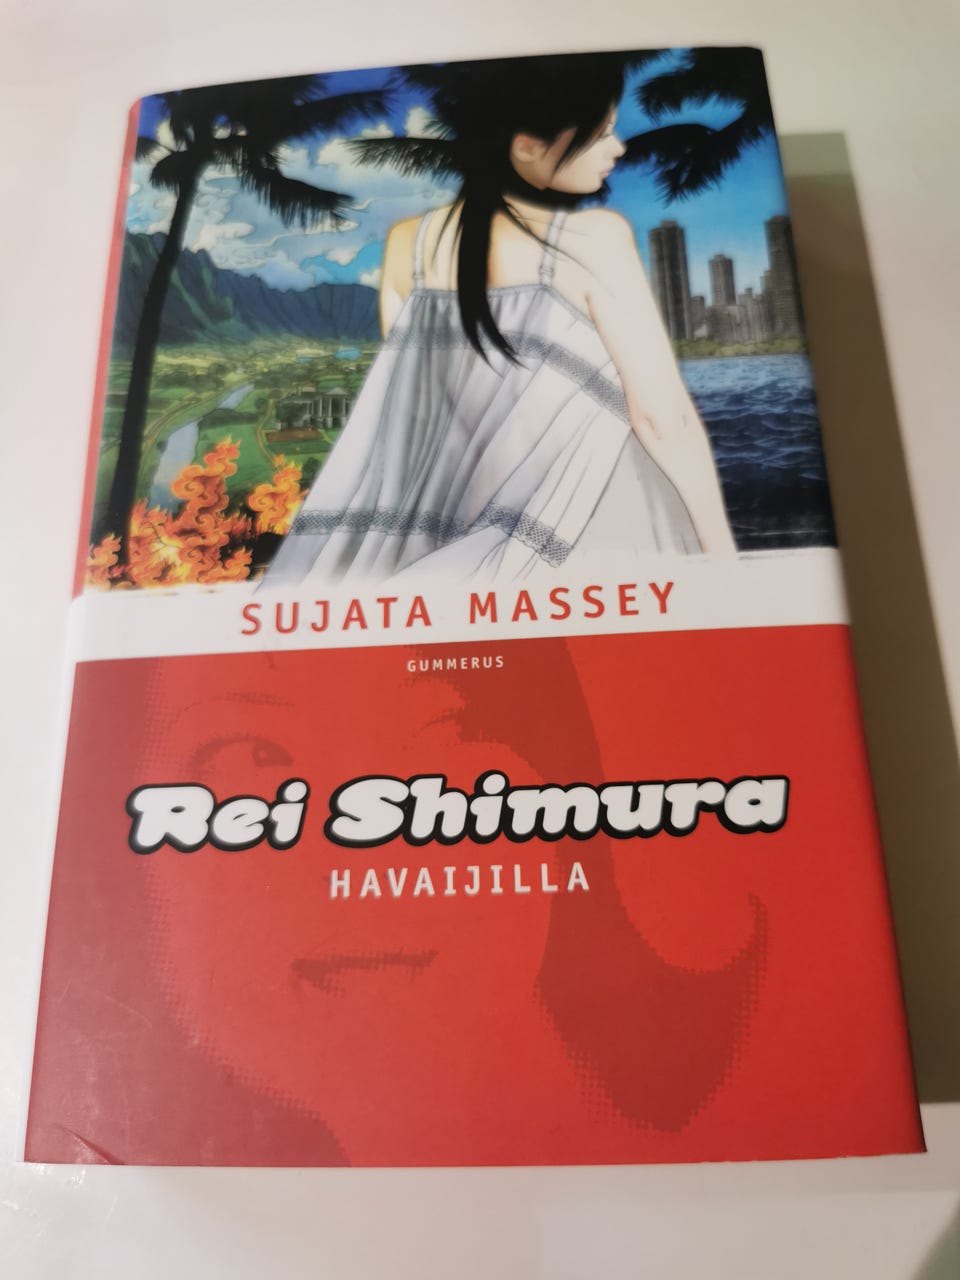 SUJATA MASSEY
GUMMERUS
Rei Shimura
HAVAIJILLA